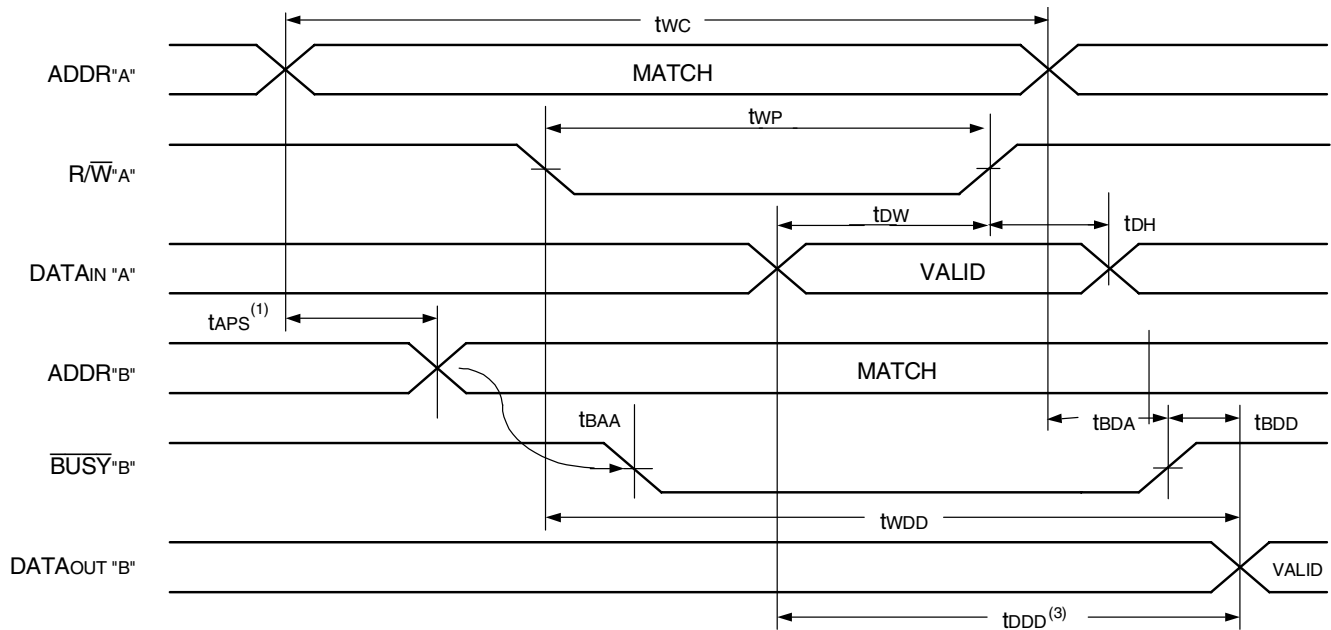 tWC
ADDR"A"
MATCH
tWP
R/W̅"A"
tDW
tDH
DATAIN "A"
VALID
tAPS(1)
ADDR"B"
MATCH
tBAA
tBDA
tBDD
B̅U̅S̅Y̅"B"
tWDD
DATAOUT "B"
VALID
tDDD(3)